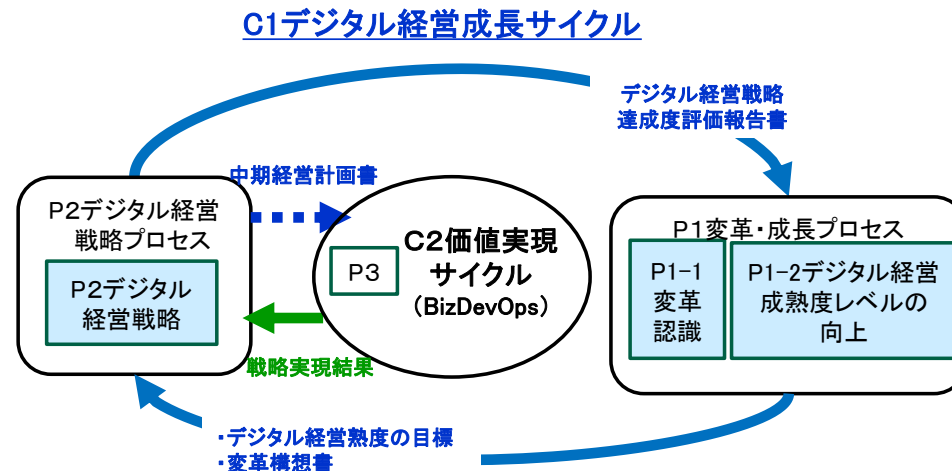 C1デジタル経営成長サイクル
デジタル経営戦略
達成度評価報告書
中期経営計画書
P2デジタル経営
戦略プロセス
P2デジタル
経営戦略
P3
C2価値実現
サイクル
(BizDevOps)
戦略実現結果
P1変革・成長プロセス
P1-1
変革
認識
P1-2デジタル経営
成熟度レベルの
向上
・デジタル経営熟度の目標
・変革構想書